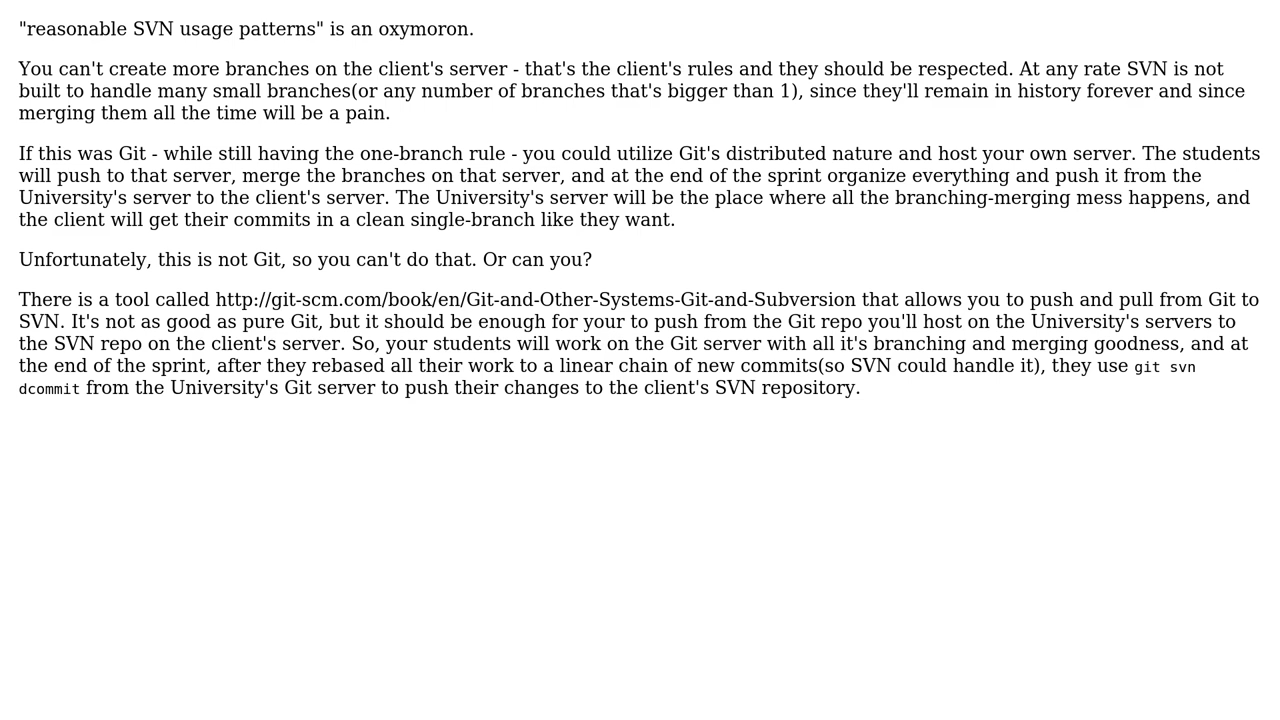 "reasonable SVN usage patterns" is an oxymoron.
You can't create more branches on the client's server - that's the client's rules and they should be respected. At any rate SVN is not
built to handle many small branches(or any number of branches that's bigger than 1), since they'll remain in history forever and since
merging them all the time will be a pain.
If this was Git - while still having the one-branch rule - you could utilize Git's distributed nature and host your own server. The students
will push to that server, merge the branches on that server, and at the end of the sprint organize everything and push it from the
University's server to the client's server. The University's server will be the place where all the branching-merging mess happens, and
the client will get their commits in a clean single-branch like they want.
Unfortunately, this is not Git, so you can't do that. Or can you?
There is a tool called http://git-scm.com/book/en/Git-and-Other-Systems-Git-and-Subversion that allows you to push and pull from Git to
SVN. It's not as good as pure Git, but it should be enough for your to push from the Git repo you'll host on the University's servers to
the SVN repo on the client's server. So, your students will work on the Git server with all it's branching and merging goodness, and at
the end of the sprint, after they rebased all their work to a linear chain of new commits(so SVN could handle it), they use git svn
dcommit from the University's Git server to push their changes to the client's SVN repository.